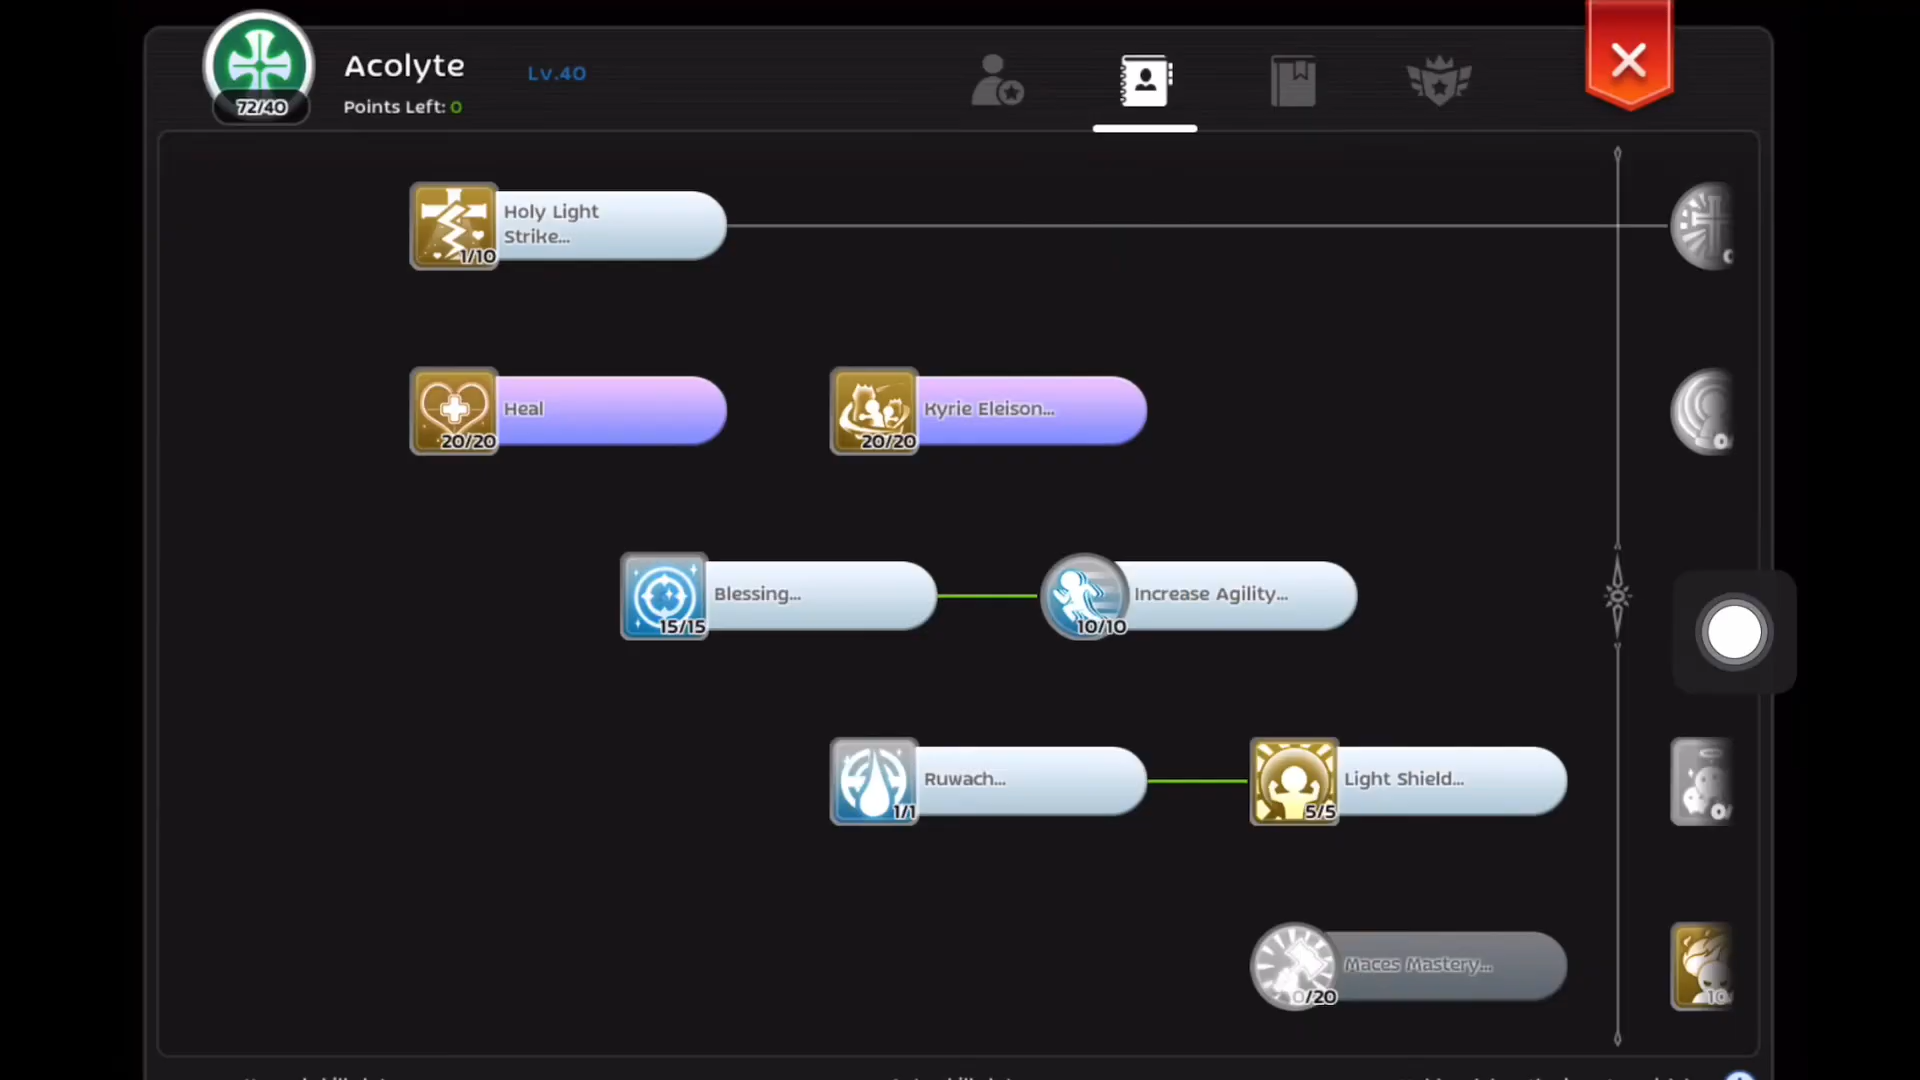 Acolyte
Lv.40
72/40
Points Left: 0
Holy Light
Strike...
1/10
Heal
20/20
Kyrie Eleison...
20/20
Blessing...
15/15
Increase Agility...
10/10
Ruwach...
1/1
Light Shield...
5/5
Maces Mastery...
0/20
10